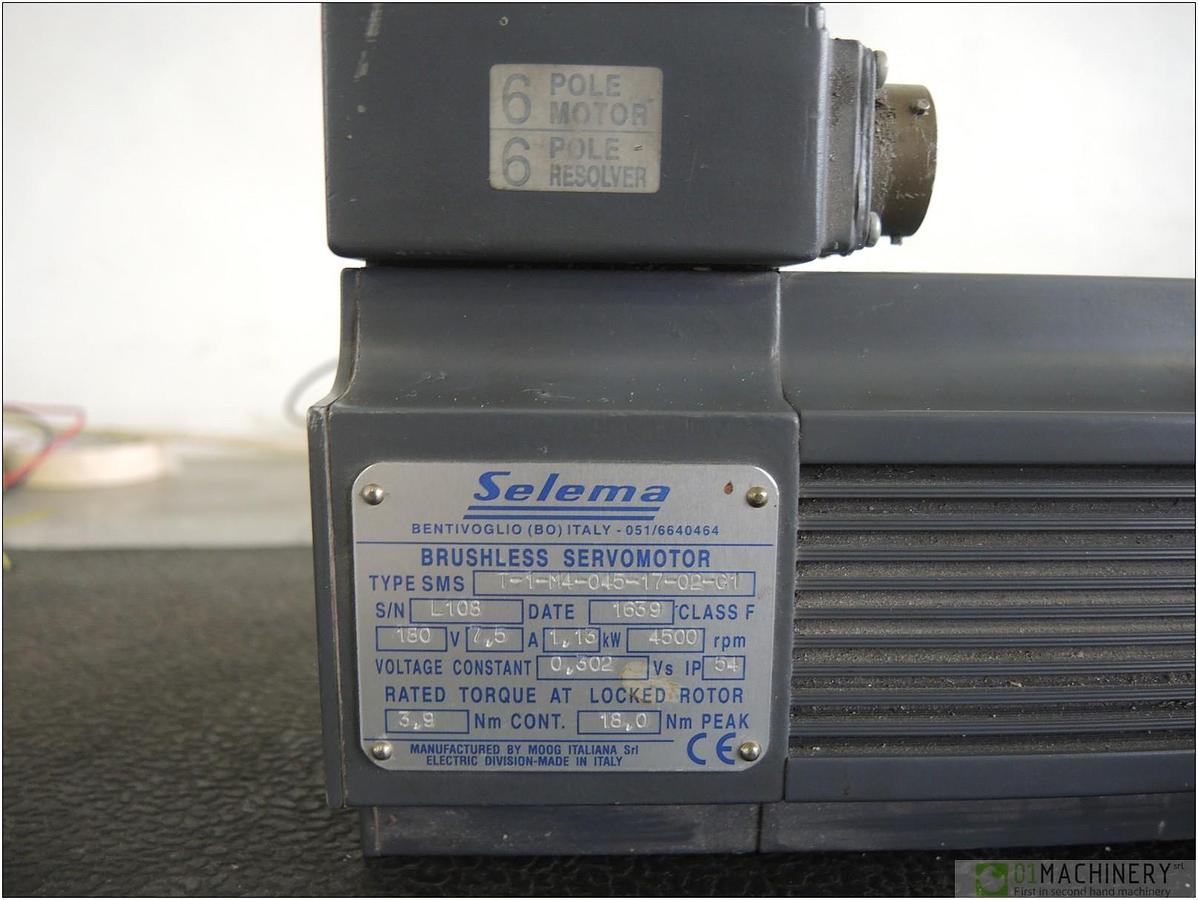 6 POLE MOTOR
6 POLE RESOLVER
Selema
BENTIVOGLIO (BO) ITALY - 051/6640464
BRUSHLESS SERVOMOTOR
TYPE SMS T-1-M4-045-17-02-G1
S/N L108 DATE 1639 CLASS F
180 V 7,5 A 1,13 kW 4500 rpm
VOLTAGE CONSTANT 0,302 Vs IP 54
RATED TORQUE AT LOCKED ROTOR
3,9 Nm CONT. 18,0 Nm PEAK
MANUFACTURED BY MOOG ITALIANA Srl
ELECTRIC DIVISION-MADE IN ITALY
CE
01MACHINERY srl
First in second hand machinery